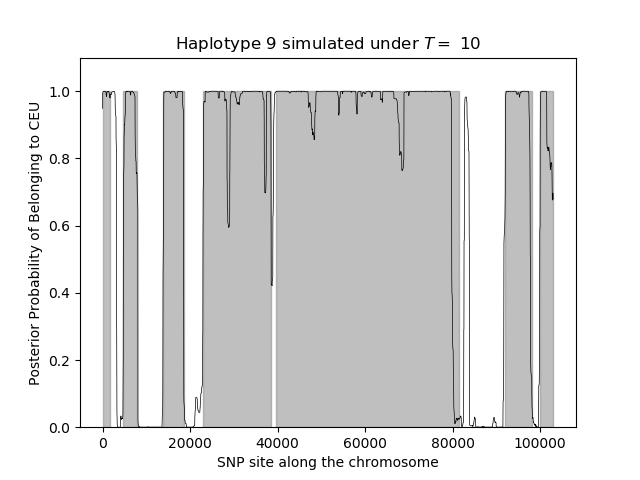 Haplotype 9 simulated under T = 10
1.0
0.8
0.6
0.4
0.2
0.0
Posterior Probability of Belonging to CEU
0 20000 40000 60000 80000 100000
SNP site along the chromosome